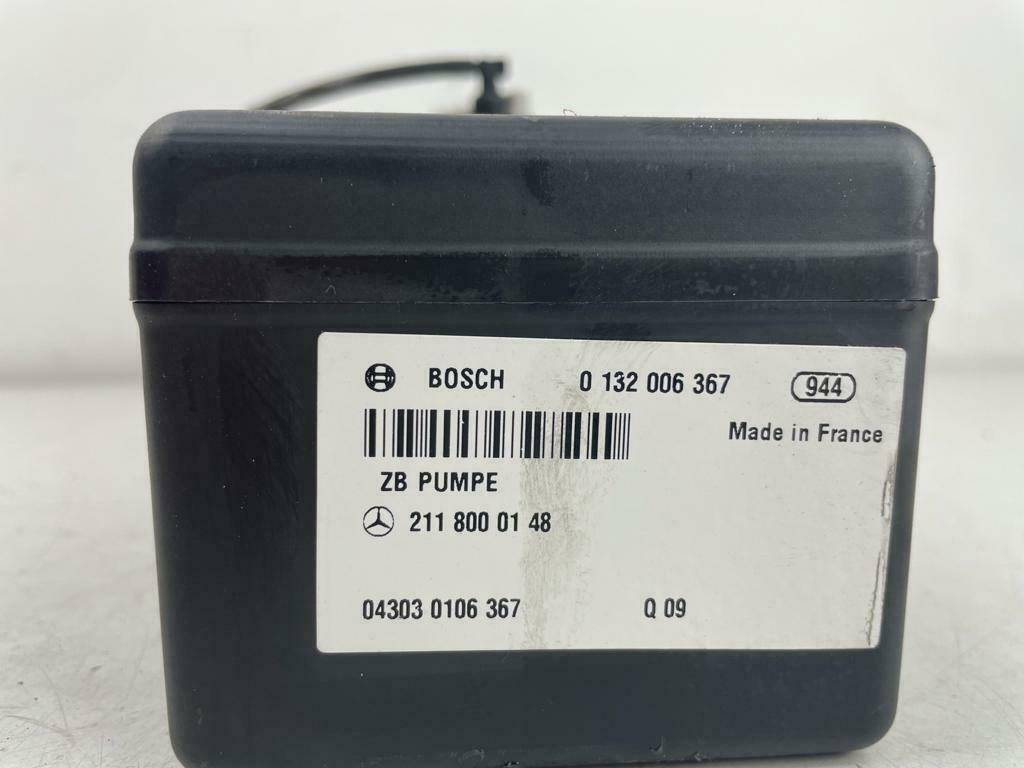 BOSCH 0 132 006 367 944
Made in France
ZB PUMPE
211 800 01 48
04303 0106 367 Q 09